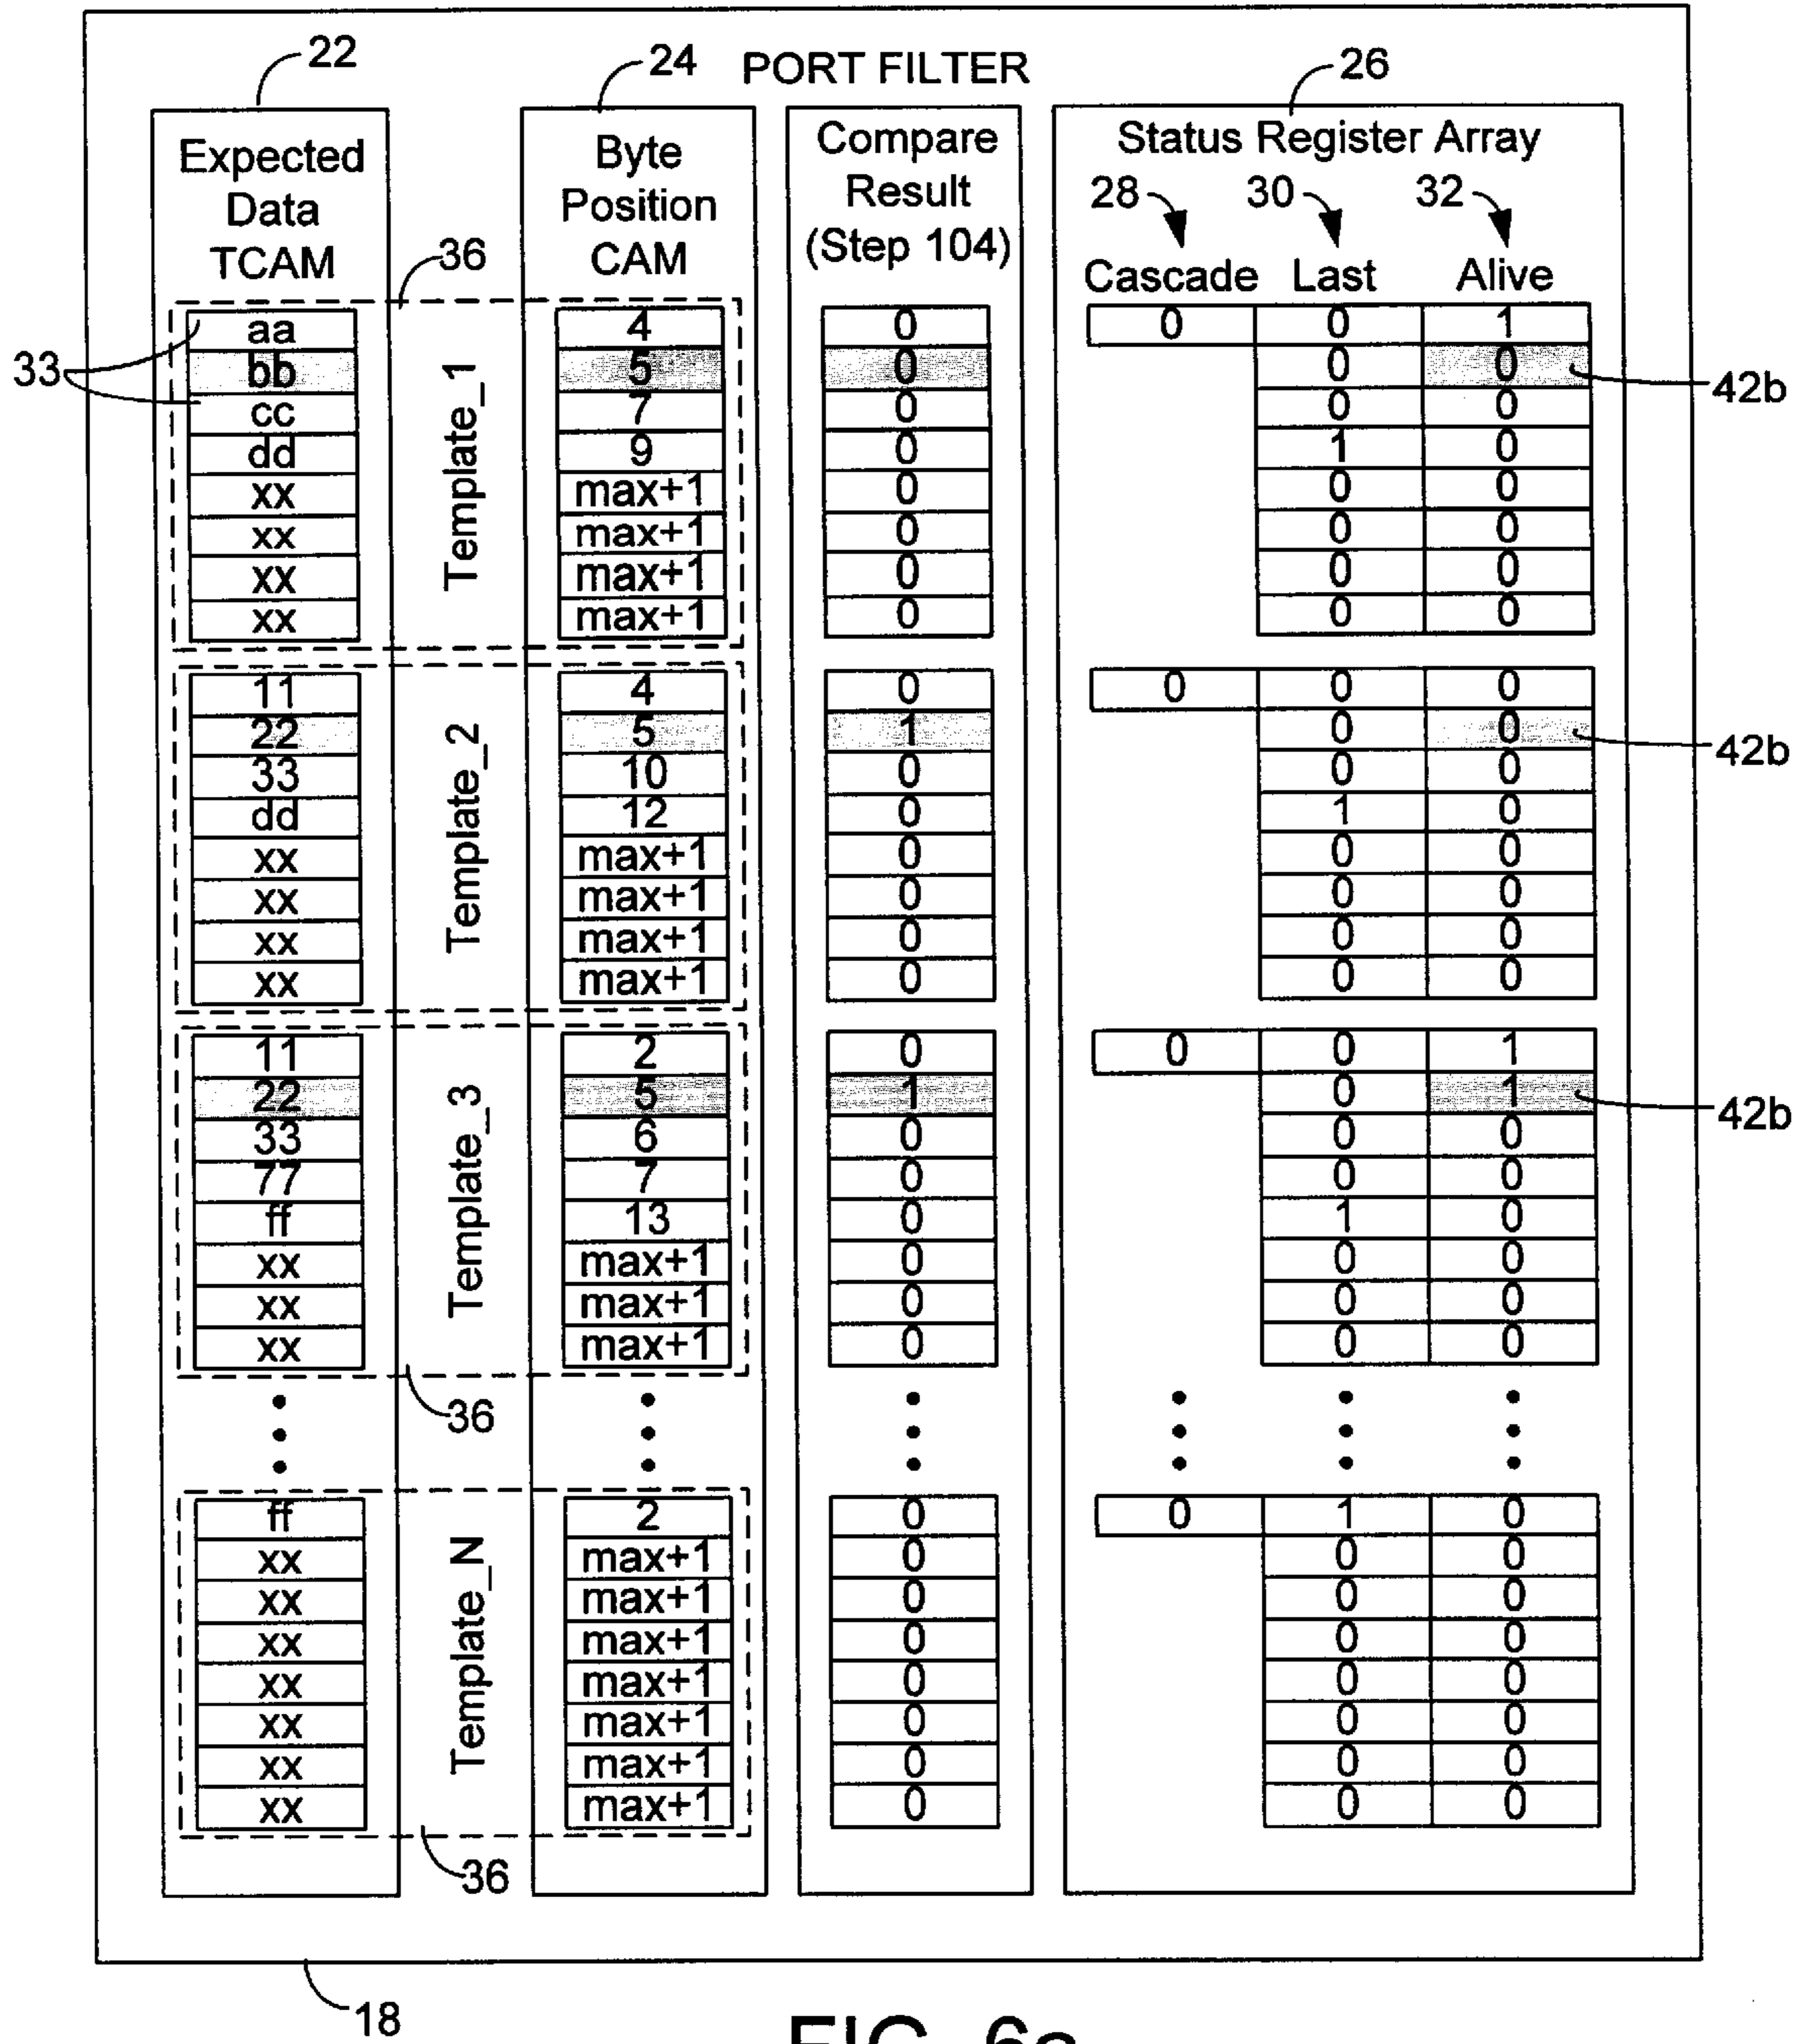 PORT FILTER
22
24
26
Expected
Data
TCAM
Byte
Position
CAM
Compare
Result
(Step 104)
Status Register Array
28 30 32
Cascade Last Alive
36
33
Template_1
aa 4 0 0 0 1
bb 5 0 0 0 42b
cc 7 0 0 0
dd 9 0 1 0
xx max+1 0 0 0
xx max+1 0 0 0
xx max+1 0 0 0
xx max+1 0 0 0
Template_2
11 4 0 0 0 0
22 5 1 0 0 42b
33 10 0 0 0
dd 12 0 1 0
xx max+1 0 0 0
xx max+1 0 0 0
xx max+1 0 0 0
xx max+1 0 0 0
Template_3
11 2 0 0 0 1
22 5 1 0 1 42b
33 6 0 0 0
77 7 0 0 0
ff 13 0 1 0
xx max+1 0 0 0
xx max+1 0 0 0
xx max+1 0 0 0
36
Template_N
ff 2 0 0 1 0
xx max+1 0 0 0
xx max+1 0 0 0
xx max+1 0 0 0
xx max+1 0 0 0
xx max+1 0 0 0
xx max+1 0 0 0
xx max+1 0 0 0
36
18